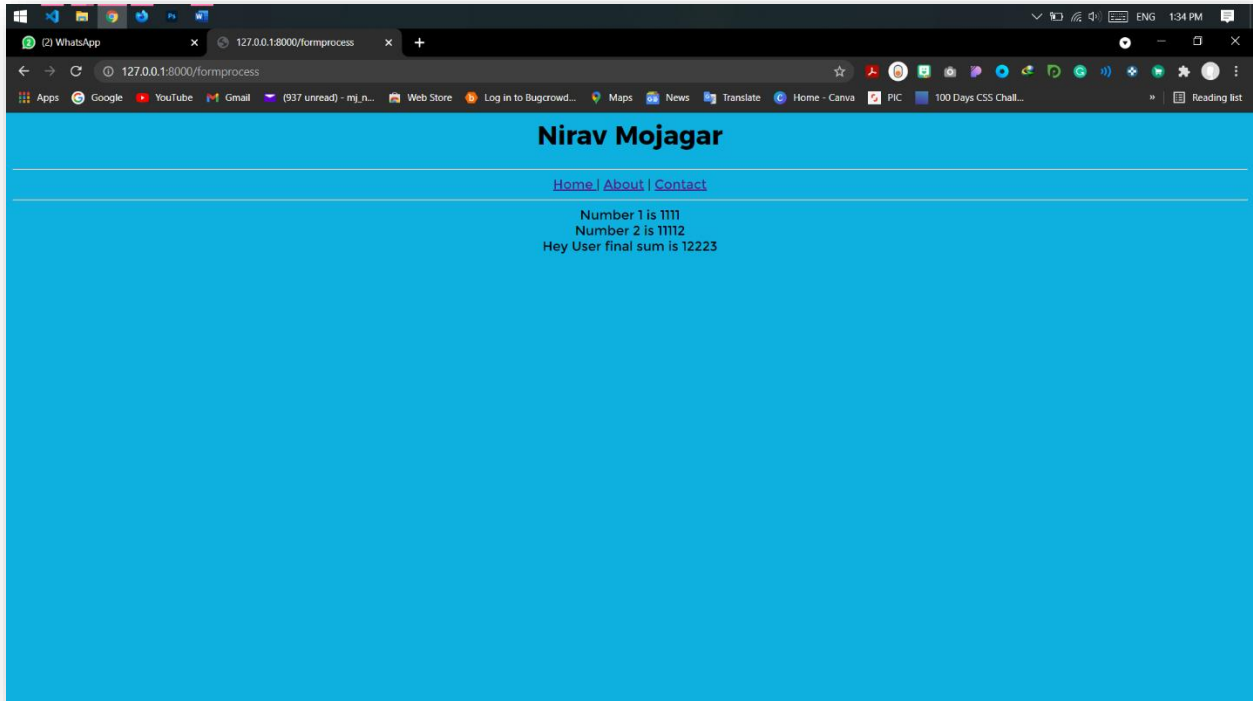 ENG 1:34 PM
(2) WhatsApp 127.0.0.1:8000/formprocess
127.0.0.1:8000/formprocess
Apps Google YouTube Gmail (937 unread) - mj_n... Web Store Log in to Bugcrowd... Maps News Translate Home - Canva PIC 100 Days CSS Chall... » Reading list
Nirav Mojagar
Home | About | Contact
Number 1 is 1111
Number 2 is 11112
Hey User final sum is 12223